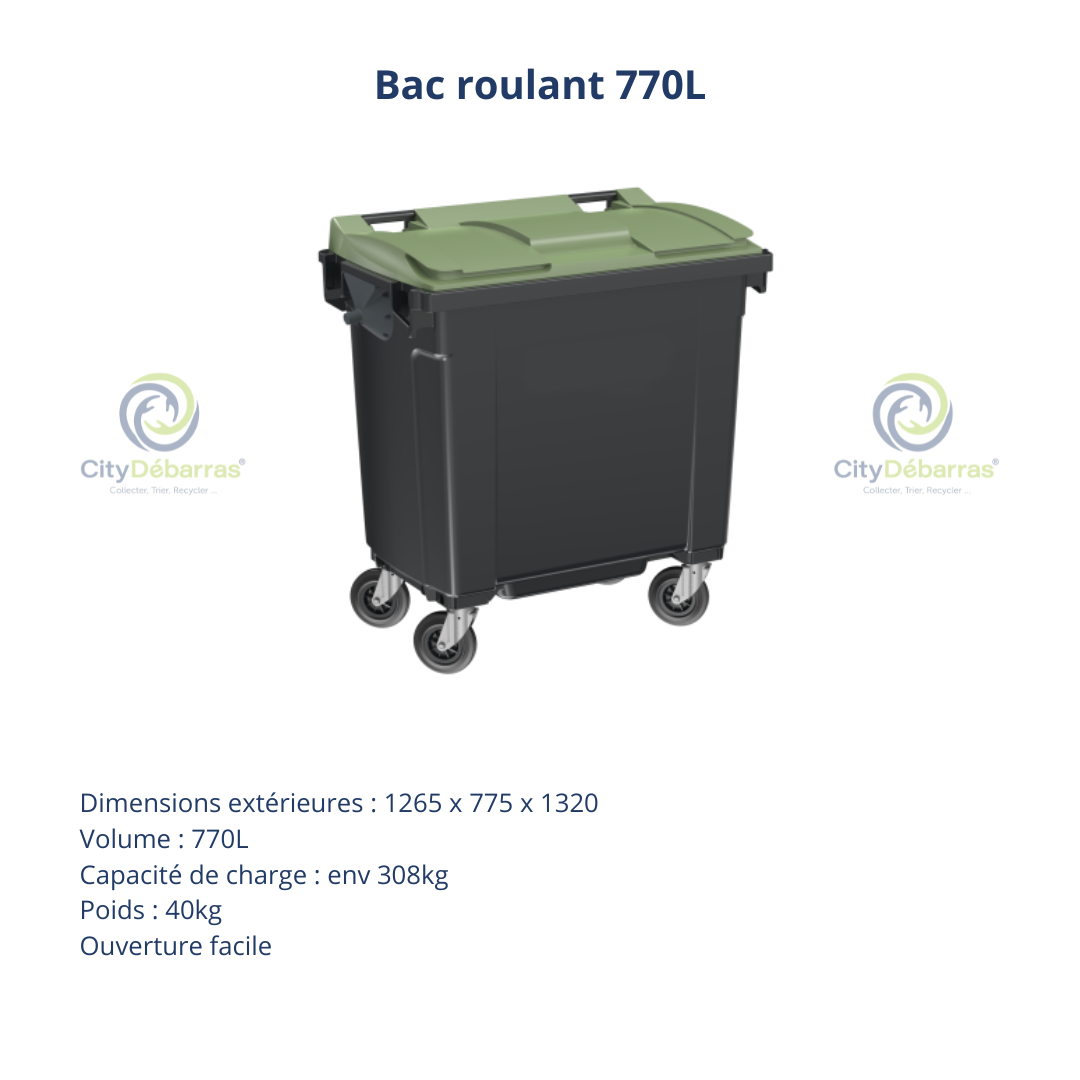 Bac roulant 770L
CityDébarras®
Collecter, Trier, Recycler ...
CityDébarras®
Collecter, Trier, Recycler ...
Dimensions extérieures : 1265 x 775 x 1320
Volume : 770L
Capacité de charge : env 308kg
Poids : 40kg
Ouverture facile